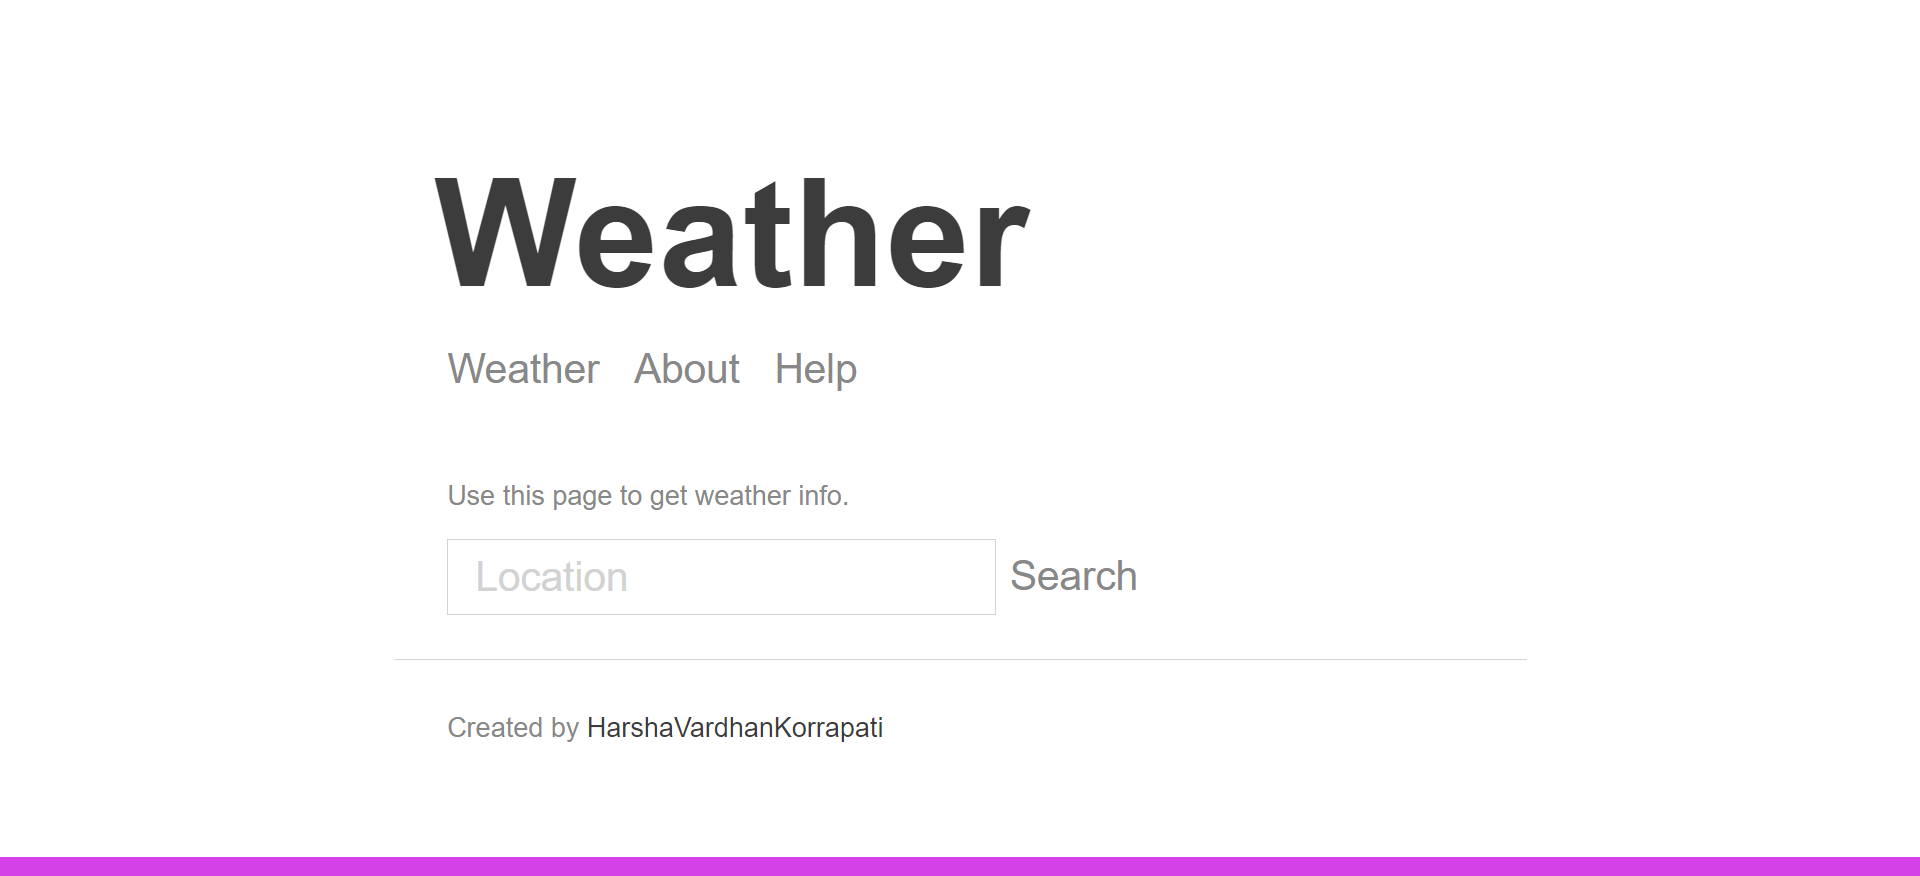 Weather
Weather About Help
Use this page to get weather info.
Location Search
Created by HarshaVardhanKorrapati